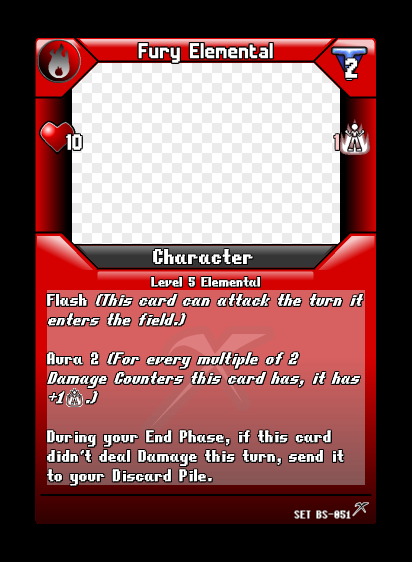 Fury Elemental
2
10
1
Character
Level 5 Elemental
Flash (This card can attack the turn it
enters the field.)
Aura 2 (For every multiple of 2
Damage Counters this card has, it has
+1.)
During your End Phase, if this card
didn't deal Damage this turn, send it
to your Discard Pile.
SET BS-051